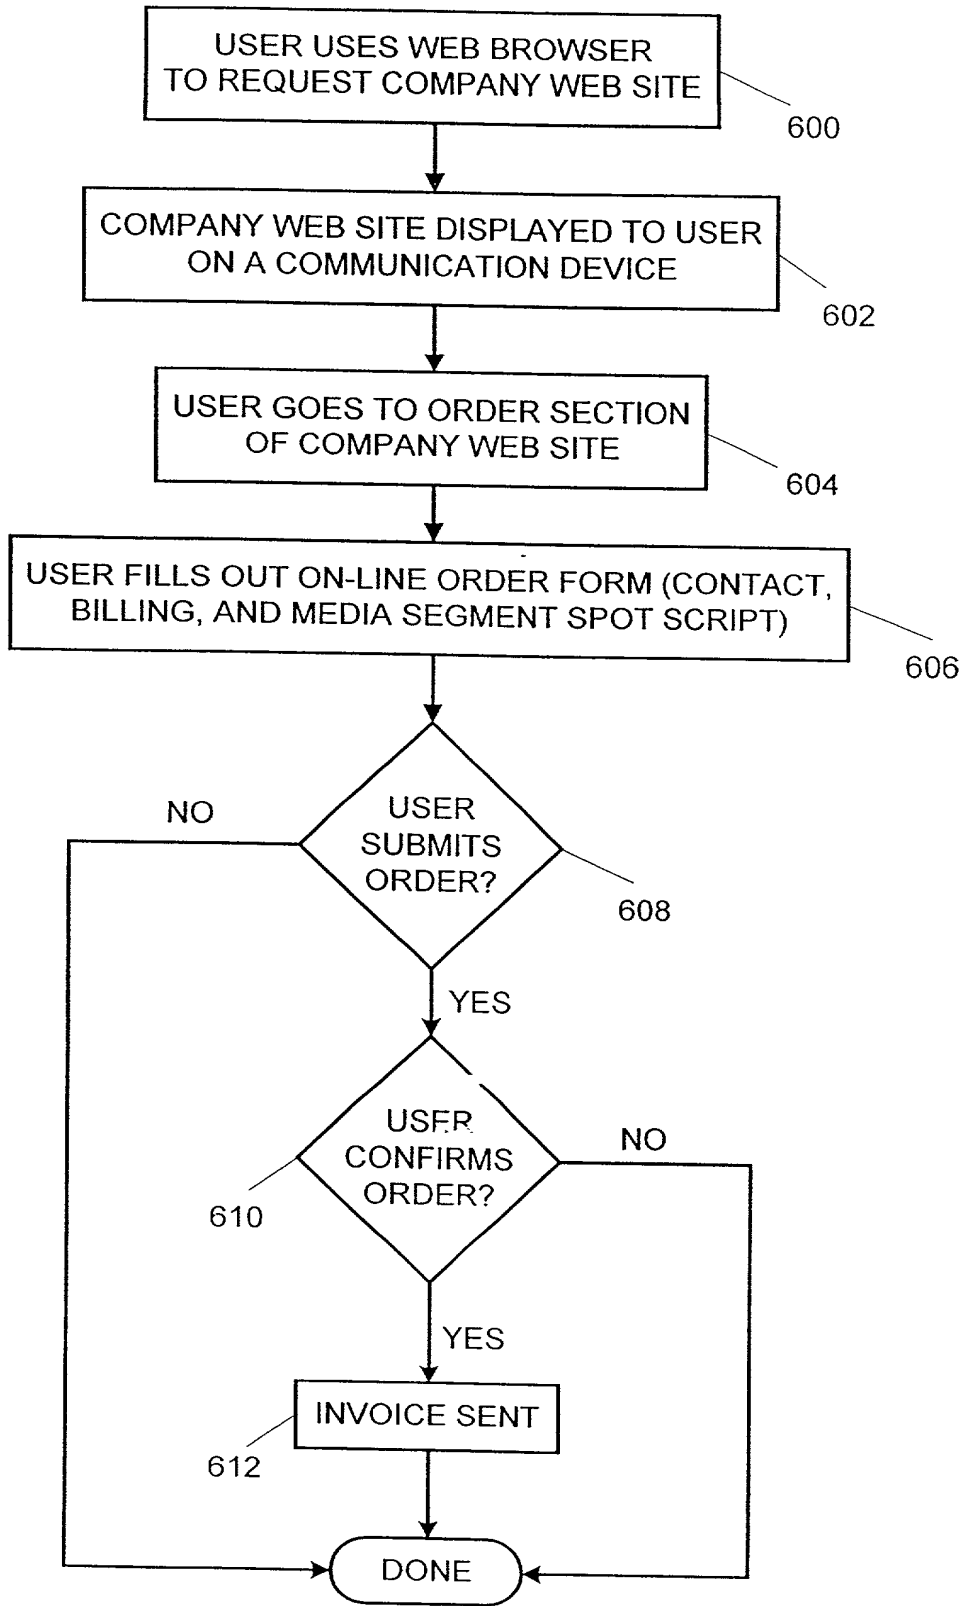 USER USES WEB BROWSER
TO REQUEST COMPANY WEB SITE
600
COMPANY WEB SITE DISPLAYED TO USER
ON A COMMUNICATION DEVICE
602
USER GOES TO ORDER SECTION
OF COMPANY WEB SITE
604
USER FILLS OUT ON-LINE ORDER FORM (CONTACT,
BILLING, AND MEDIA SEGMENT SPOT SCRIPT)
606
NO
USER
SUBMITS
ORDER?
608
YES
USER
CONFIRMS
ORDER?
NO
610
YES
INVOICE SENT
612
DONE